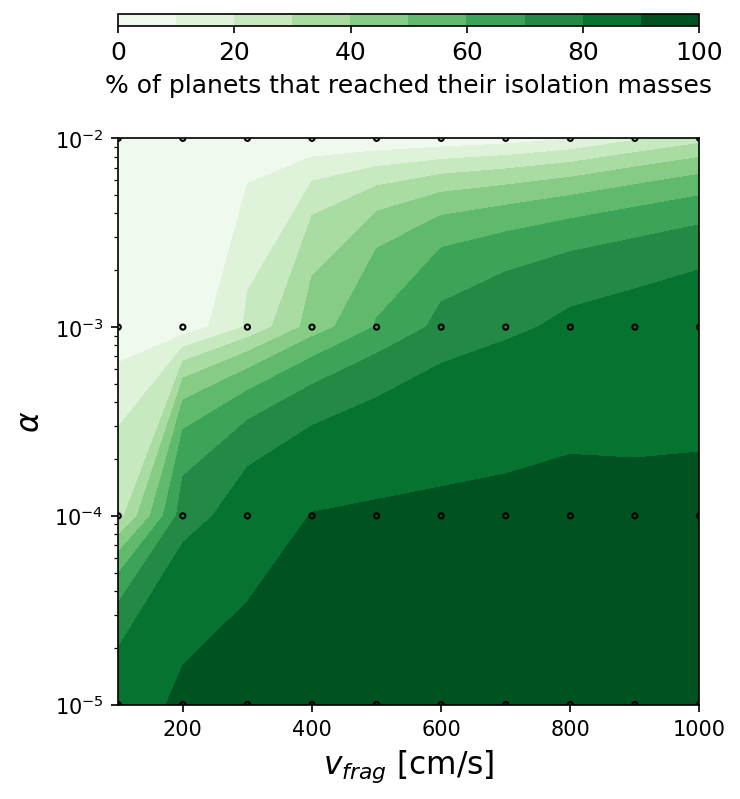 0 20 40 60 80 100
% of planets that reached their isolation masses
10⁻²
10⁻³
α
10⁻⁴
10⁻⁵
200 400 600 800 1000
v_frag [cm/s]